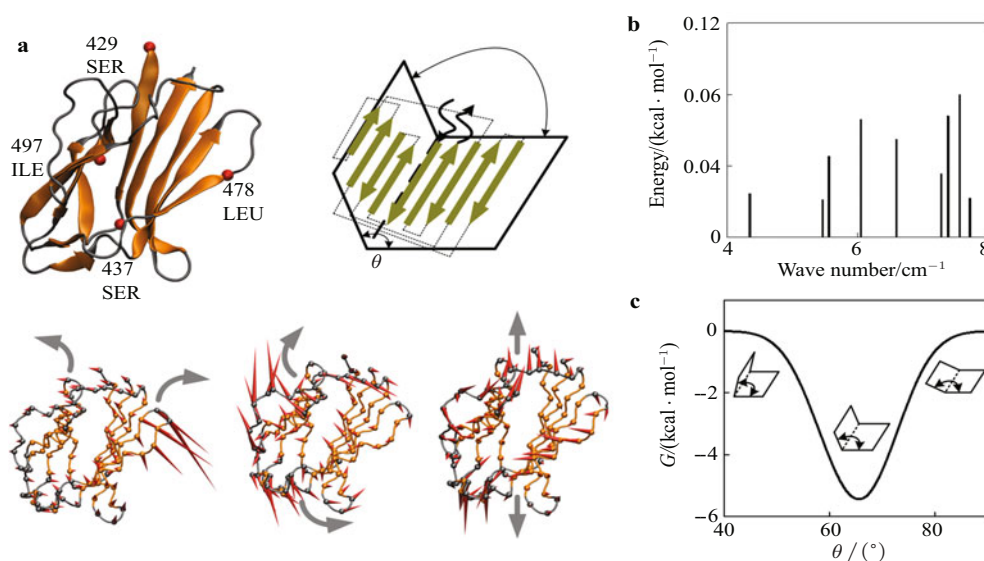 a
429
SER
497
ILE
478
LEU
437
SER
θ
b
Energy/(kcal · mol⁻¹)
0.12
0.06
0.04
0
4
6
8
Wave number/cm⁻¹
c
G/(kcal · mol⁻¹)
0
−2
−4
−6
40
60
80
θ / (°)